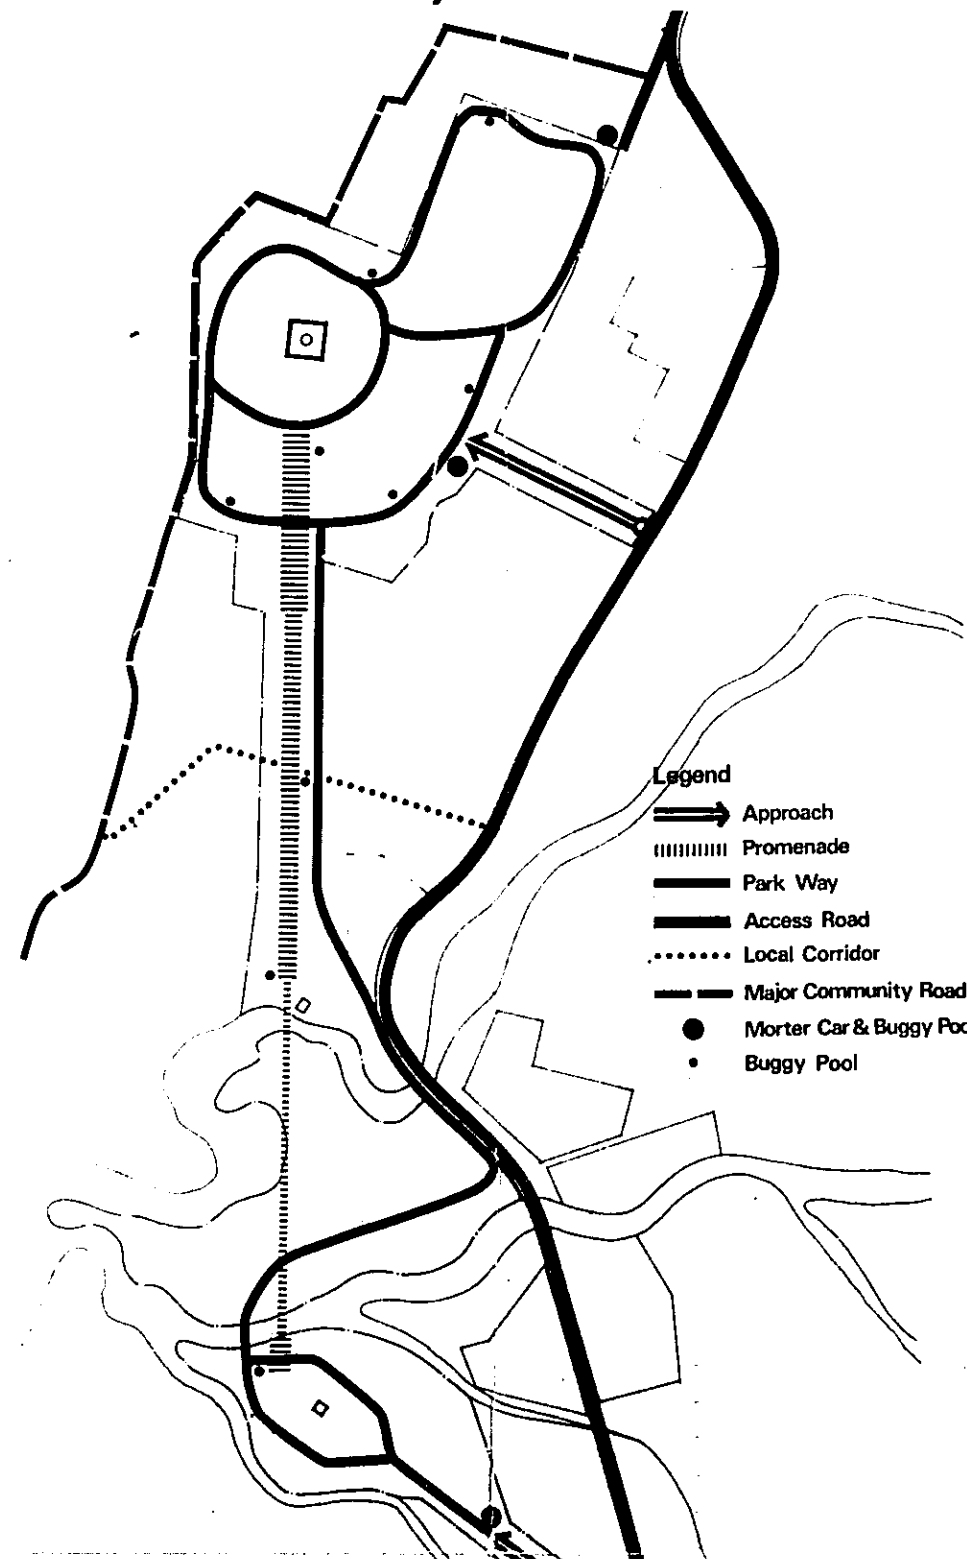 Legend
Approach
Promenade
Park Way
Access Road
Local Corridor
Major Community Road
Morter Car & Buggy Poo
Buggy Pool